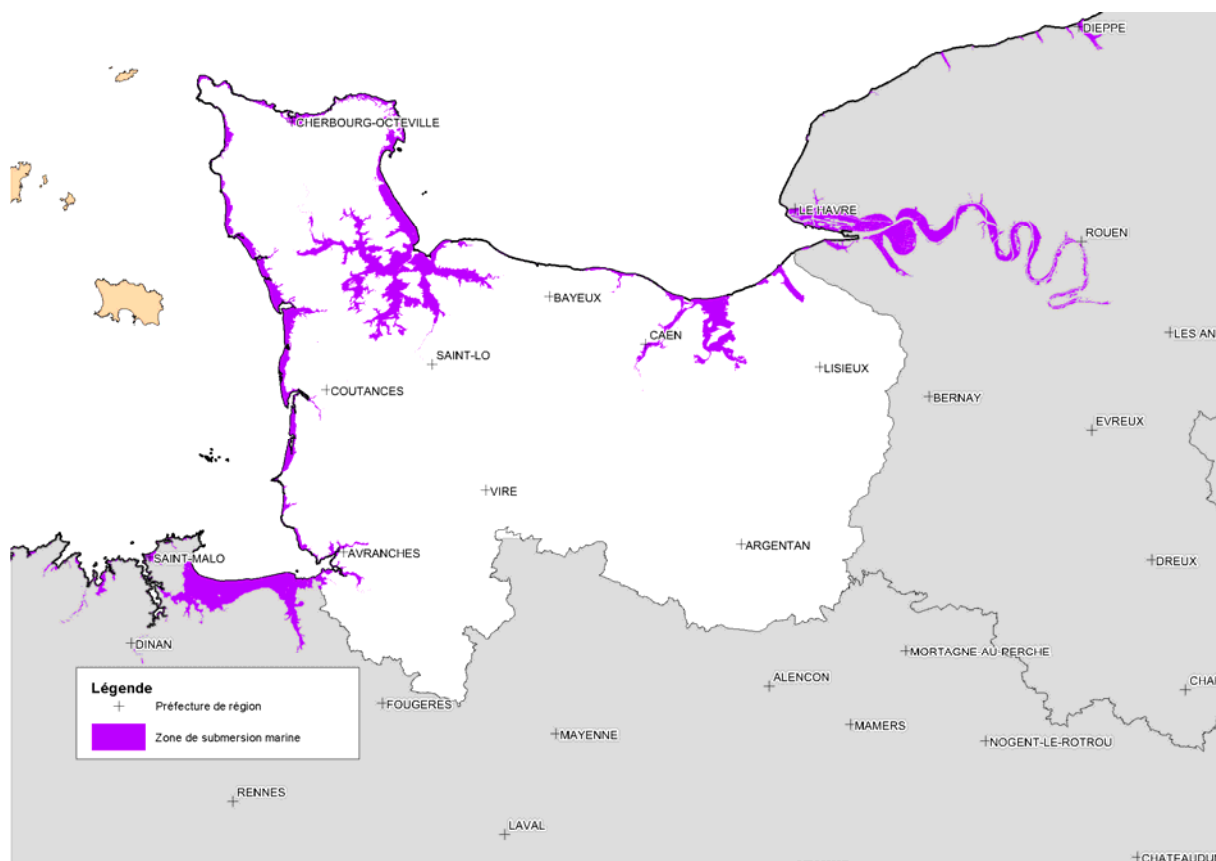 DIEPPE
CHERBOURG-OCTEVILLE
LE HAVRE
ROUEN
BAYEUX
CAEN
LES AN
SAINT-LO
LISIEUX
COUTANCES
BERNAY
EVREUX
VIRE
ARGENTAN
AVRANCHES
SAINT-MALO
DREUX
DINAN
MORTAGNE-AU-PERCHE
ALENCON
CHA
Légende
Préfecture de région
Zone de submersion marine
FOUGERES
MAMERS
MAYENNE
NOGENT-LE-ROTROU
RENNES
LAVAL
CHATEAUDU